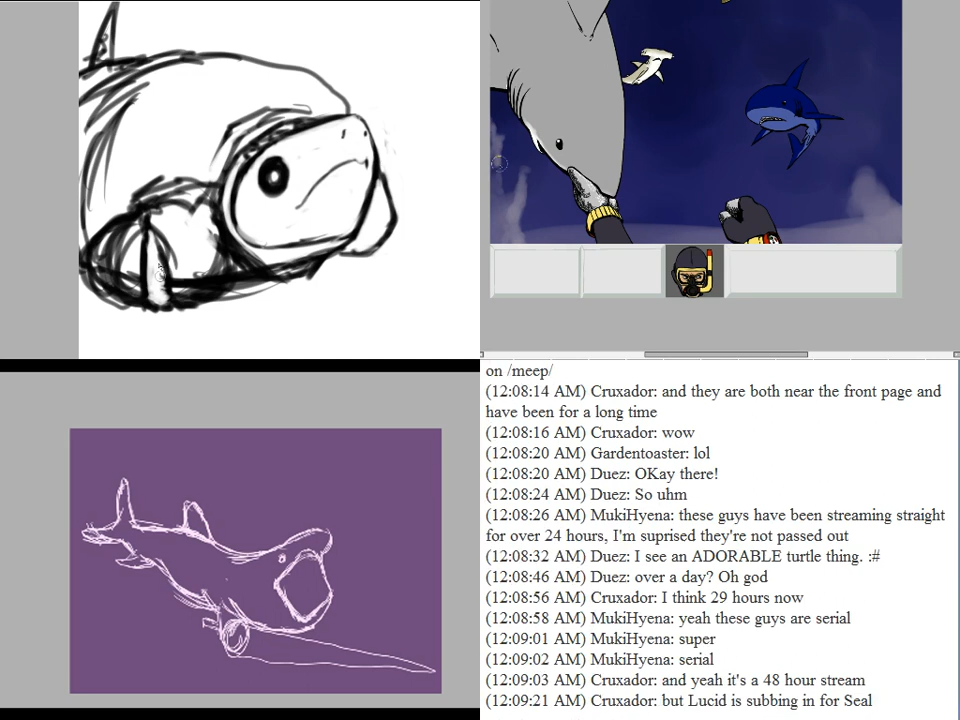 on /meep/
(12:08:14 AM) Cruxador: and they are both near the front page and
have been for a long time
(12:08:16 AM) Cruxador: wow
(12:08:20 AM) Gardentoaster: lol
(12:08:20 AM) Duez: OKay there!
(12:08:24 AM) Duez: So uhm
(12:08:26 AM) MukiHyena: these guys have been streaming straight
for over 24 hours, I'm suprised they're not passed out
(12:08:32 AM) Duez: I see an ADORABLE turtle thing. :#
(12:08:46 AM) Duez: over a day? Oh god
(12:08:56 AM) Cruxador: I think 29 hours now
(12:08:58 AM) MukiHyena: yeah these guys are serial
(12:09:01 AM) MukiHyena: super
(12:09:02 AM) MukiHyena: serial
(12:09:03 AM) Cruxador: and yeah it's a 48 hour stream
(12:09:21 AM) Cruxador: but Lucid is subbing in for Seal